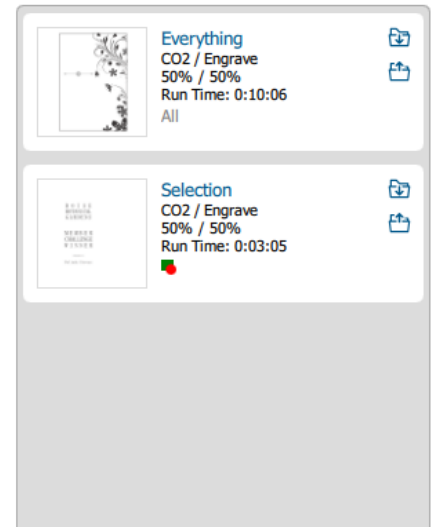 Everything
CO2 / Engrave
50% / 50%
Run Time: 0:10:06
All
Selection
CO2 / Engrave
50% / 50%
Run Time: 0:03:05